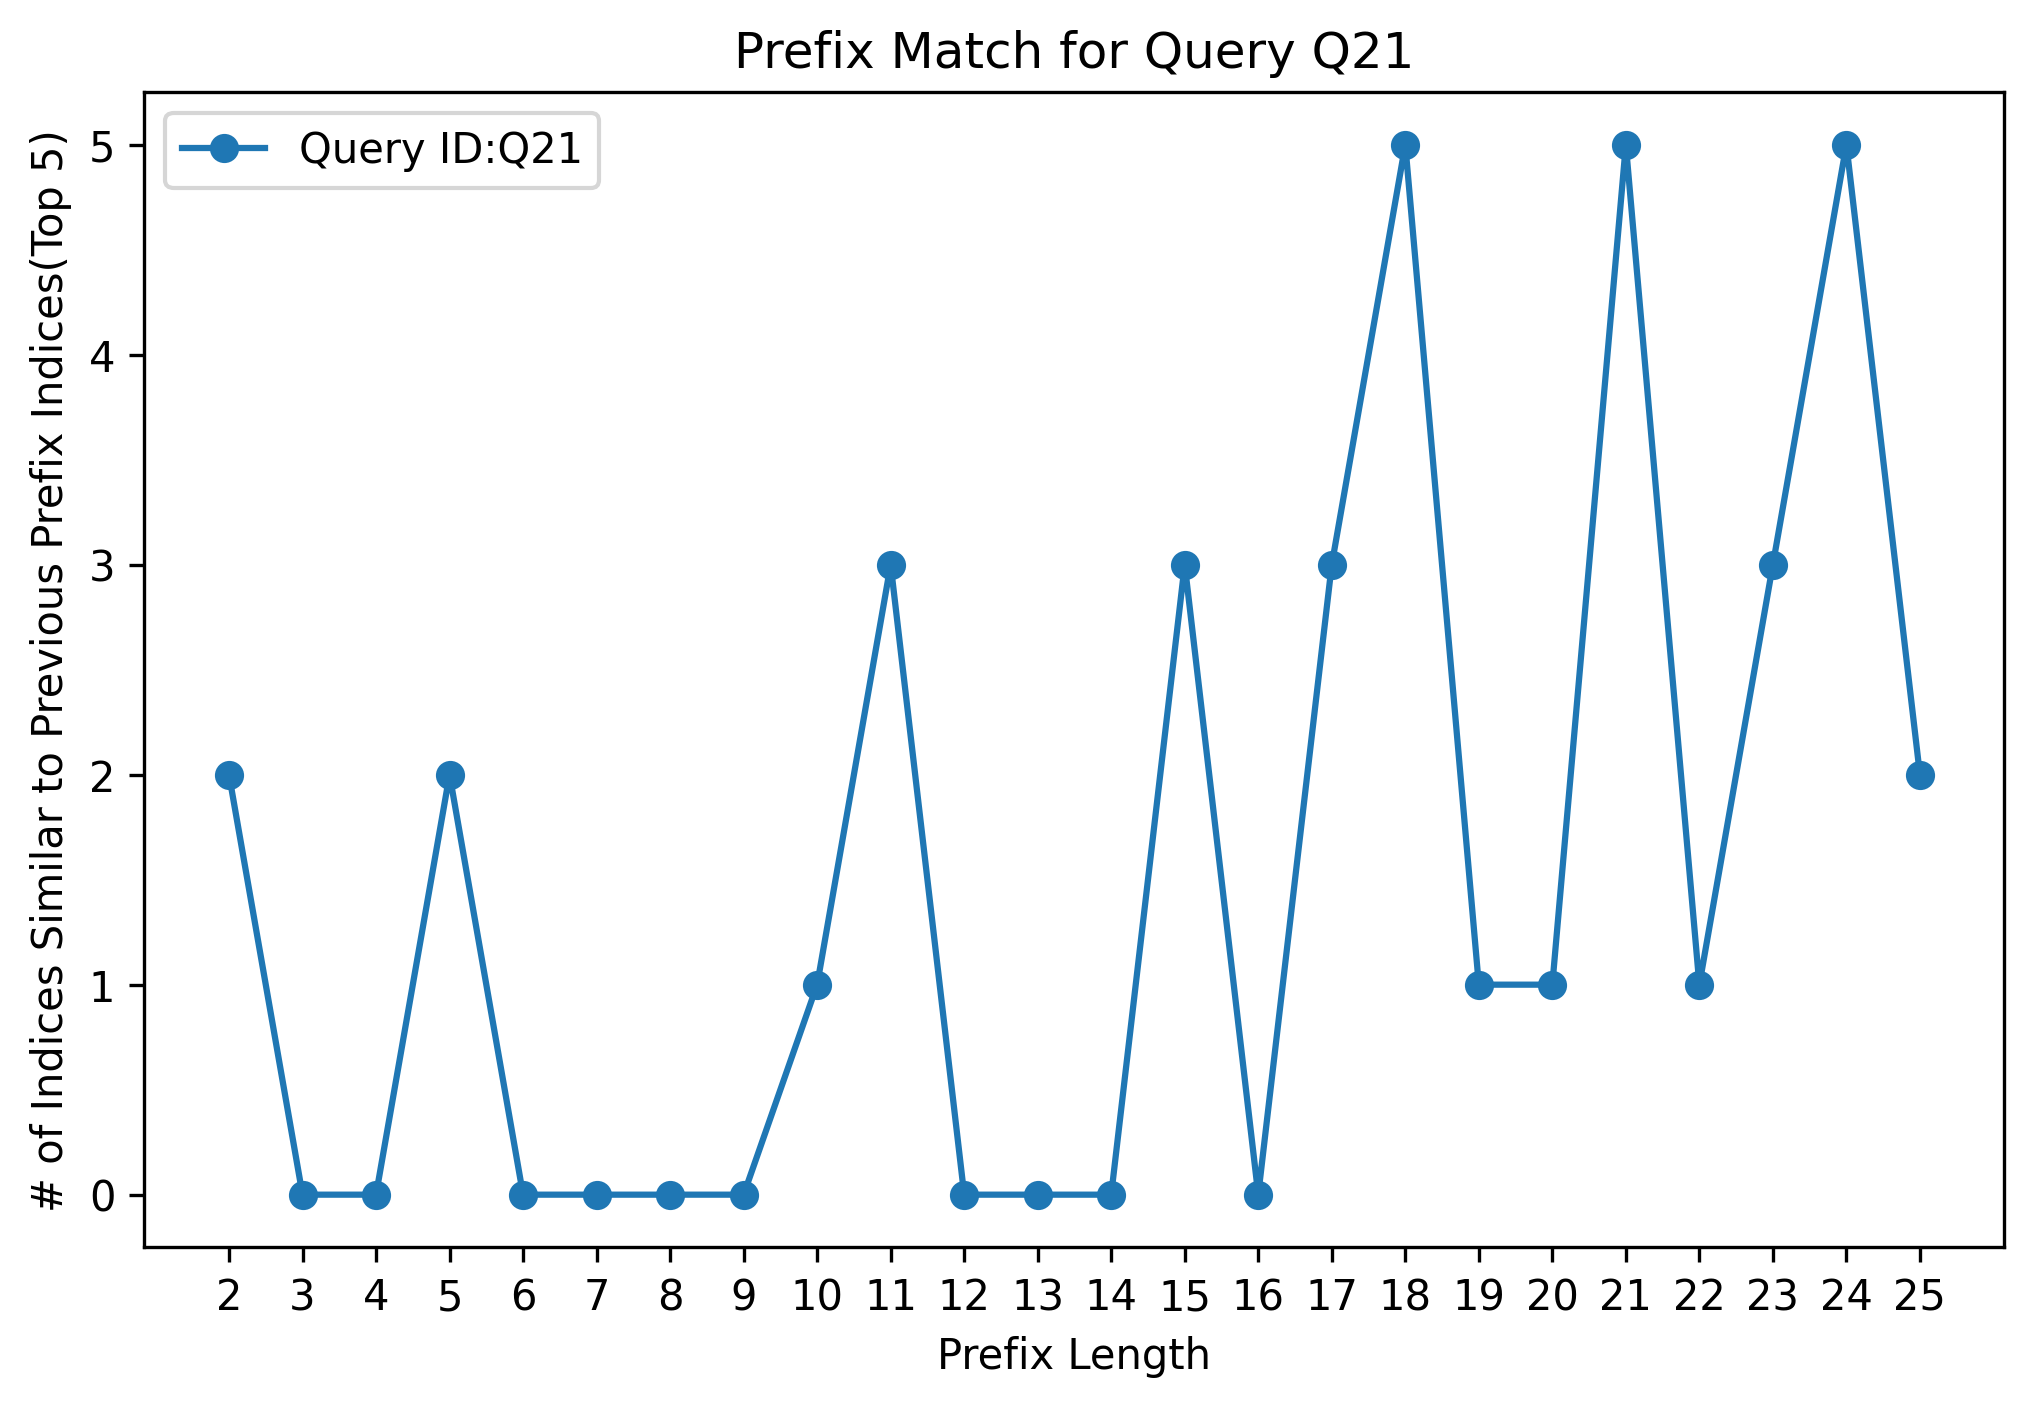 Prefix Match for Query Q21
Query ID:Q21
# of Indices Similar to Previous Prefix Indices(Top 5)
5
4
3
2
1
0
2 3 4 5 6 7 8 9 10 11 12 13 14 15 16 17 18 19 20 21 22 23 24 25
Prefix Length